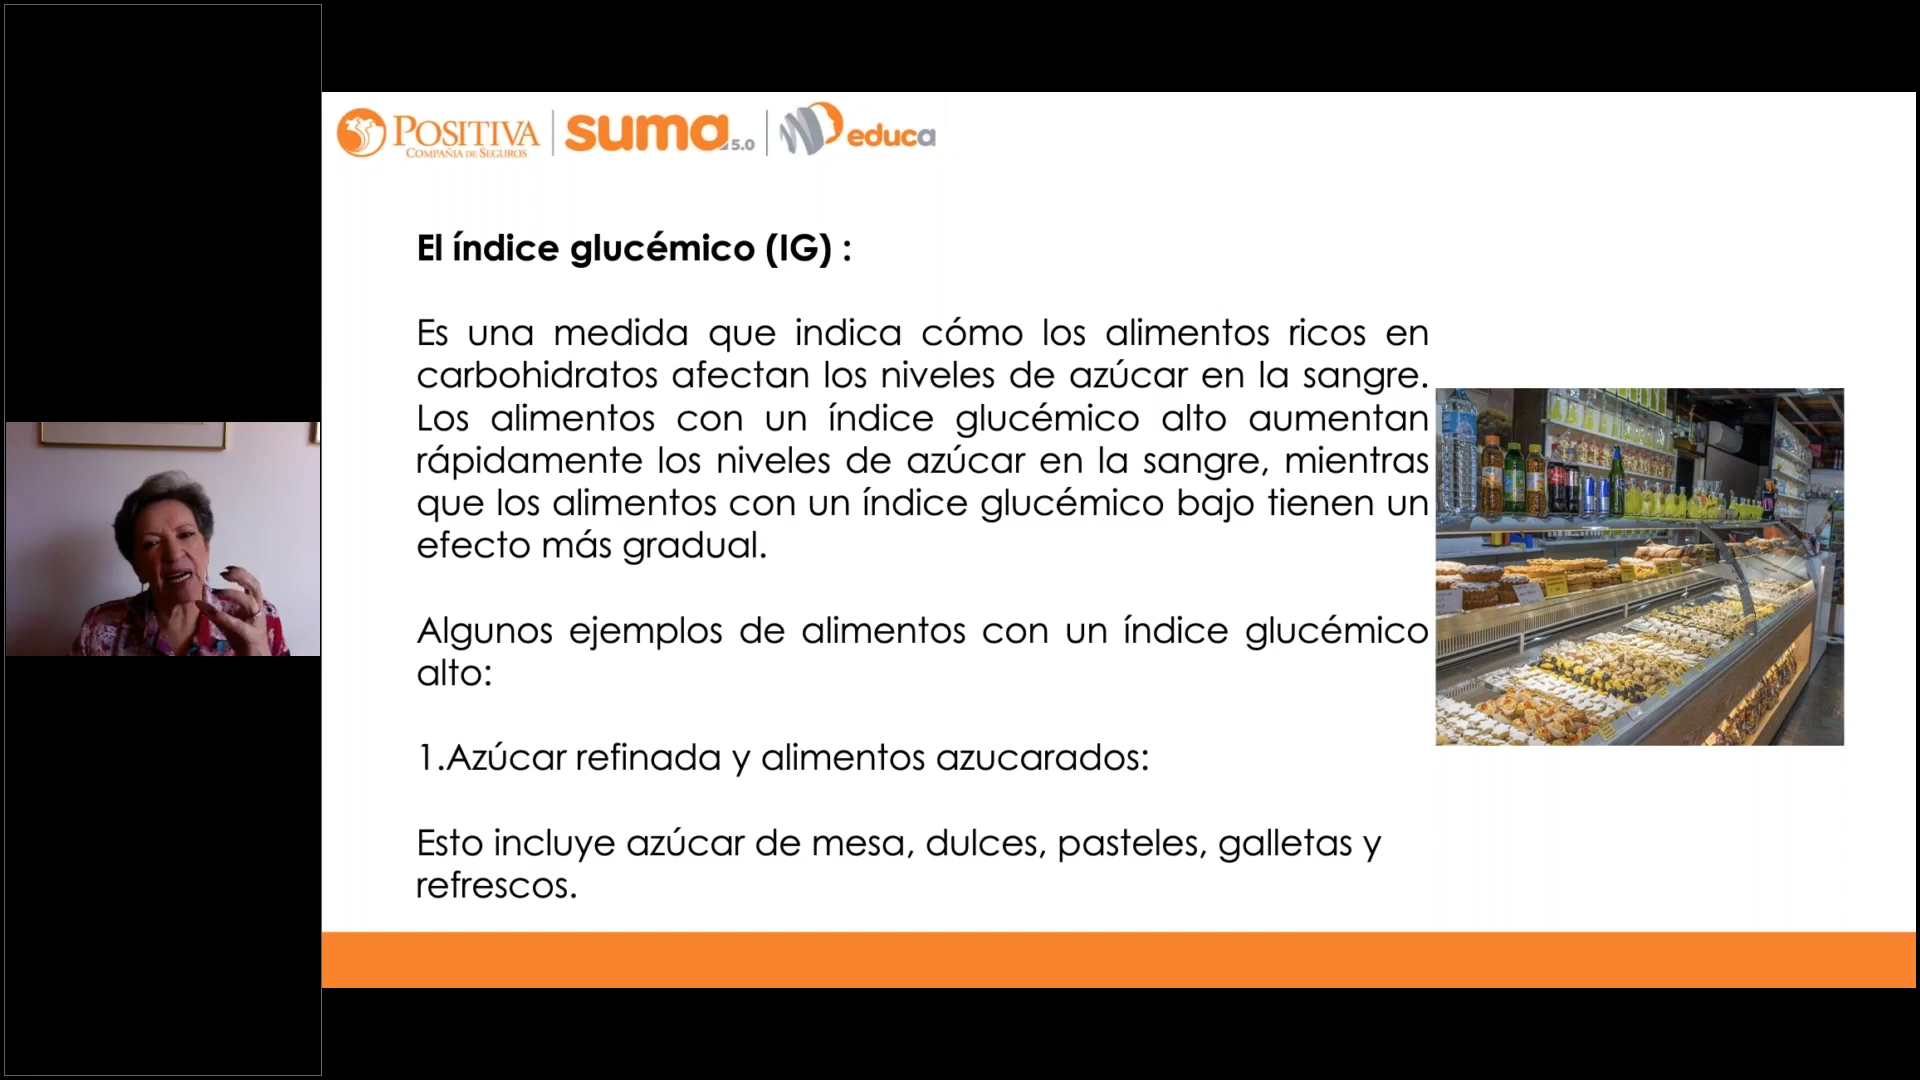 POSITIVA
COMPAÑIA DE SEGUROS
suma 5.0
educa
El índice glucémico (IG) :
Es una medida que indica cómo los alimentos ricos en
carbohidratos afectan los niveles de azúcar en la sangre.
Los alimentos con un índice glucémico alto aumentan
rápidamente los niveles de azúcar en la sangre, mientras
que los alimentos con un índice glucémico bajo tienen un
efecto más gradual.
Algunos ejemplos de alimentos con un índice glucémico
alto:
1.Azúcar refinada y alimentos azucarados:
Esto incluye azúcar de mesa, dulces, pasteles, galletas y
refrescos.